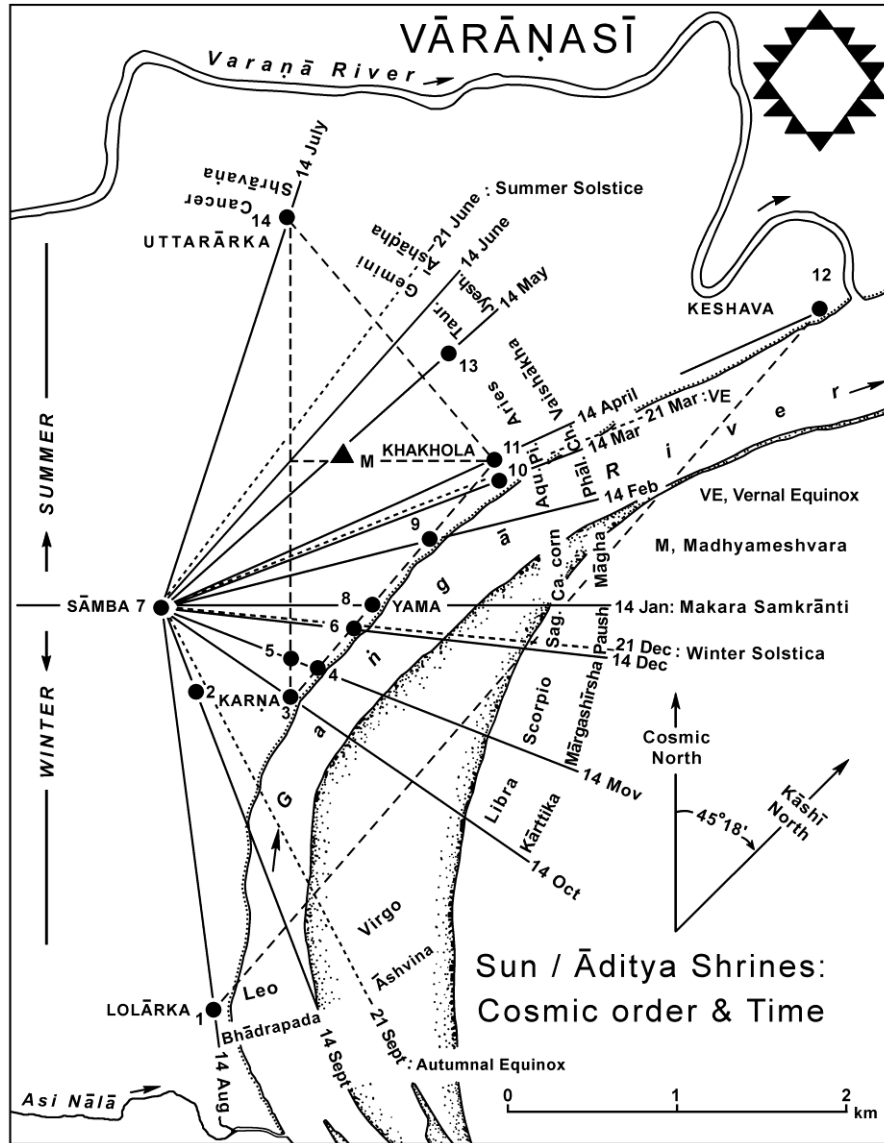 VĀRĀṆASĪ
Varaṇā River
14 July
Shrāvaṇa
Cancer
14
UTTARĀRKA
21 June : Summer Solstice
14 June
Āshāḍha
Gemini
14 May
Jyesh.
Taur.
13
12
KESHAVA
SUMMER
WINTER
Aries
Vaishākha
14 April
21 Mar :VE
14 Mar
KHAKHOLA
11
10
M
Pi.
Ch.
Aqu.
Phāl.
14 Feb
River
VE, Vernal Equinox
M, Madhyameshvara
9
Gaṅgā
Ca. corn
Māgha
SĀMBA 7
8
YAMA
14 Jan: Makara Samkrānti
Sag.
Paush
6
21 Dec : Winter Solstica
14 Dec
5
4
2
KARNA
3
Scorpio
Mārgashīrsha
14 Mov
Libra
Kārttika
14 Oct
Cosmic
North
45°18'
Kāshī
North
Virgo
Āshvina
Leo
Bhādrapada
LOLĀRKA
1
14 Aug
14 Sept
21 Sept : Autumnal Equinox
Asi Nālā
Sun / Āditya Shrines:
Cosmic order & Time
0 1 2
km